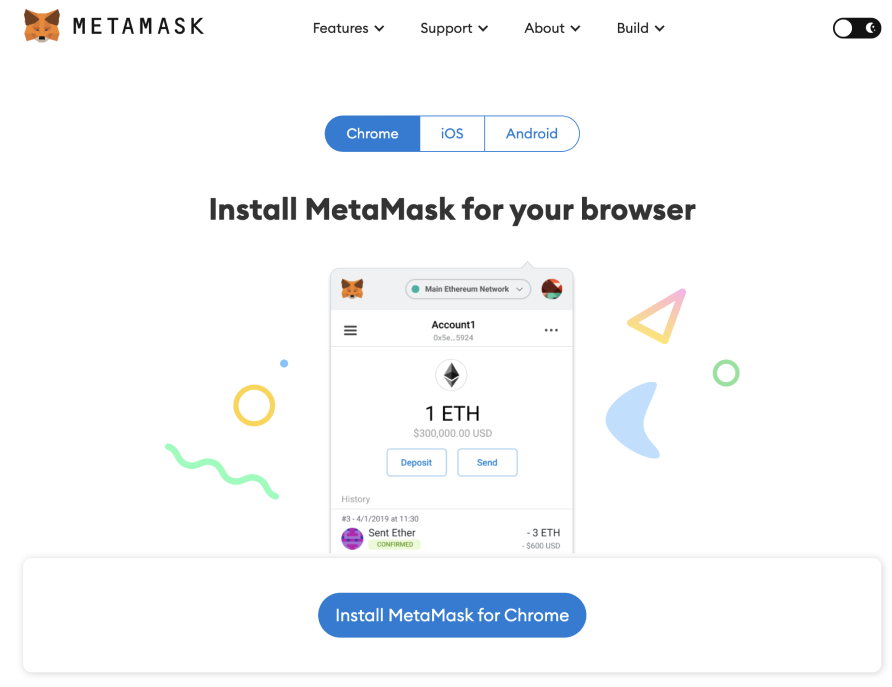 METAMASK
Features Support About Build
Chrome iOS Android
Install MetaMask for your browser
Main Ethereum Network
Account1
0x5e...5924
1 ETH
$300,000.00 USD
Deposit Send
History
#3 - 4/1/2019 at 11:30
Sent Ether - 3 ETH
CONFIRMED - $600 USD
Install MetaMask for Chrome